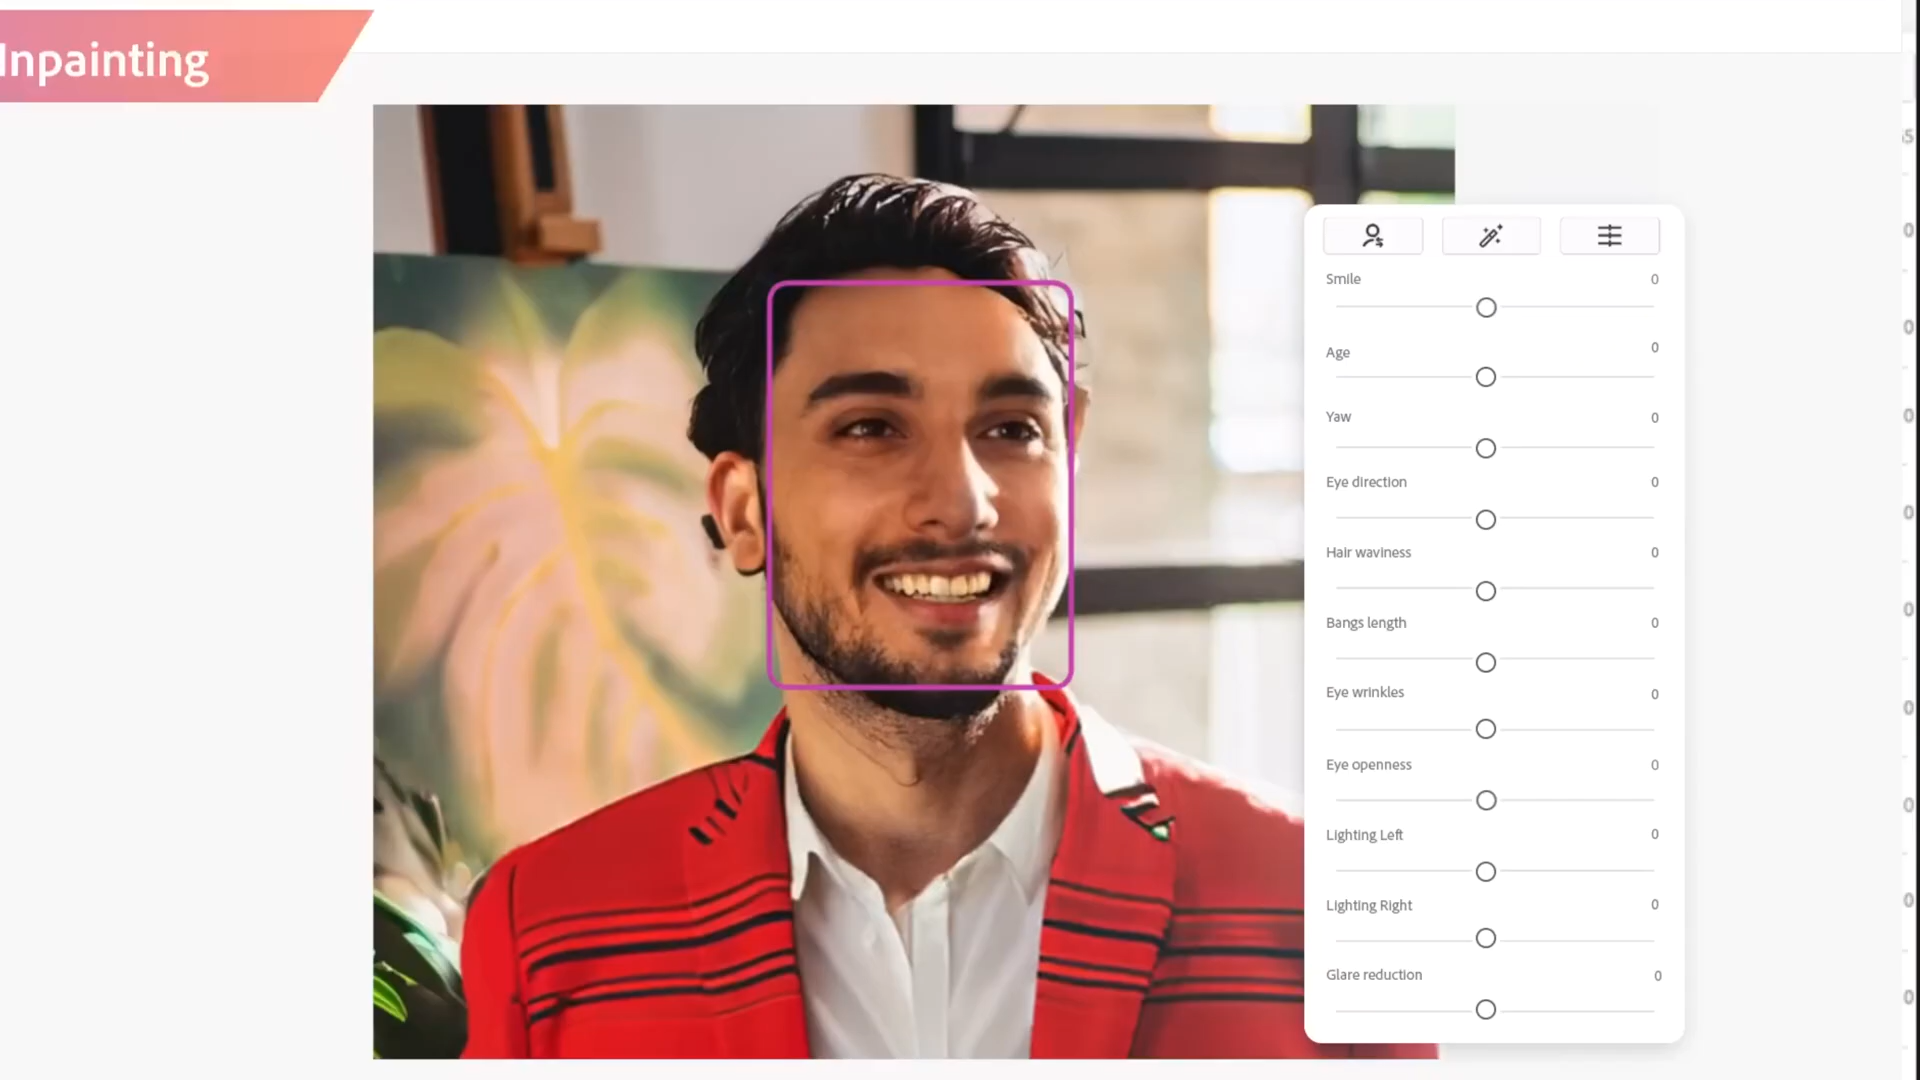 Inpainting
Smile 0
Age 0
Yaw 0
Eye direction 0
Hair waviness 0
Bangs length 0
Eye wrinkles 0
Eye openness 0
Lighting Left 0
Lighting Right 0
Glare reduction 0